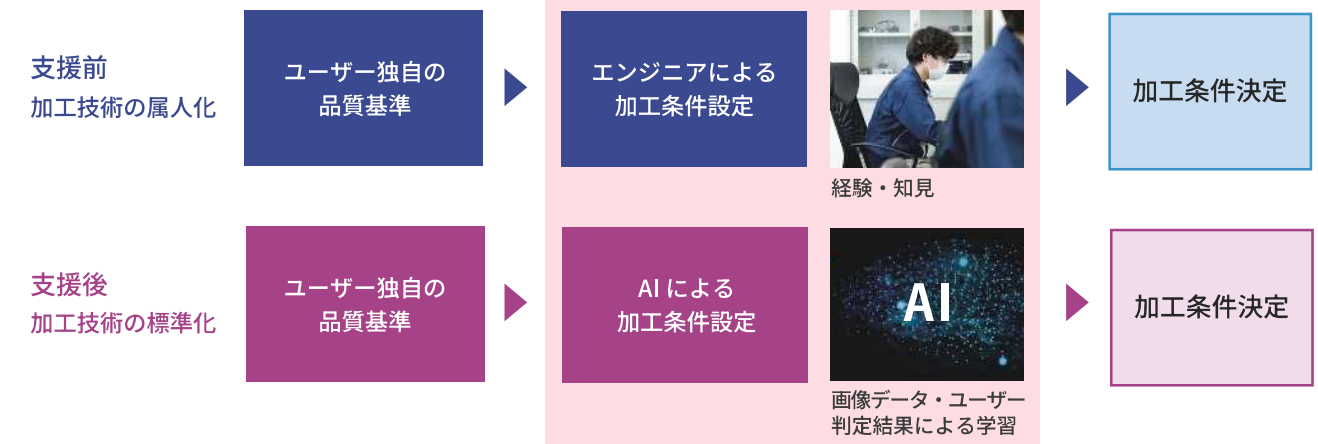 支援前
加工技術の属人化
ユーザー独自の
品質基準
エンジニアによる
加工条件設定
経験・知見
加工条件決定
支援後
加工技術の標準化
ユーザー独自の
品質基準
AI による
加工条件設定
AI
画像データ・ユーザー
判定結果による学習
加工条件決定